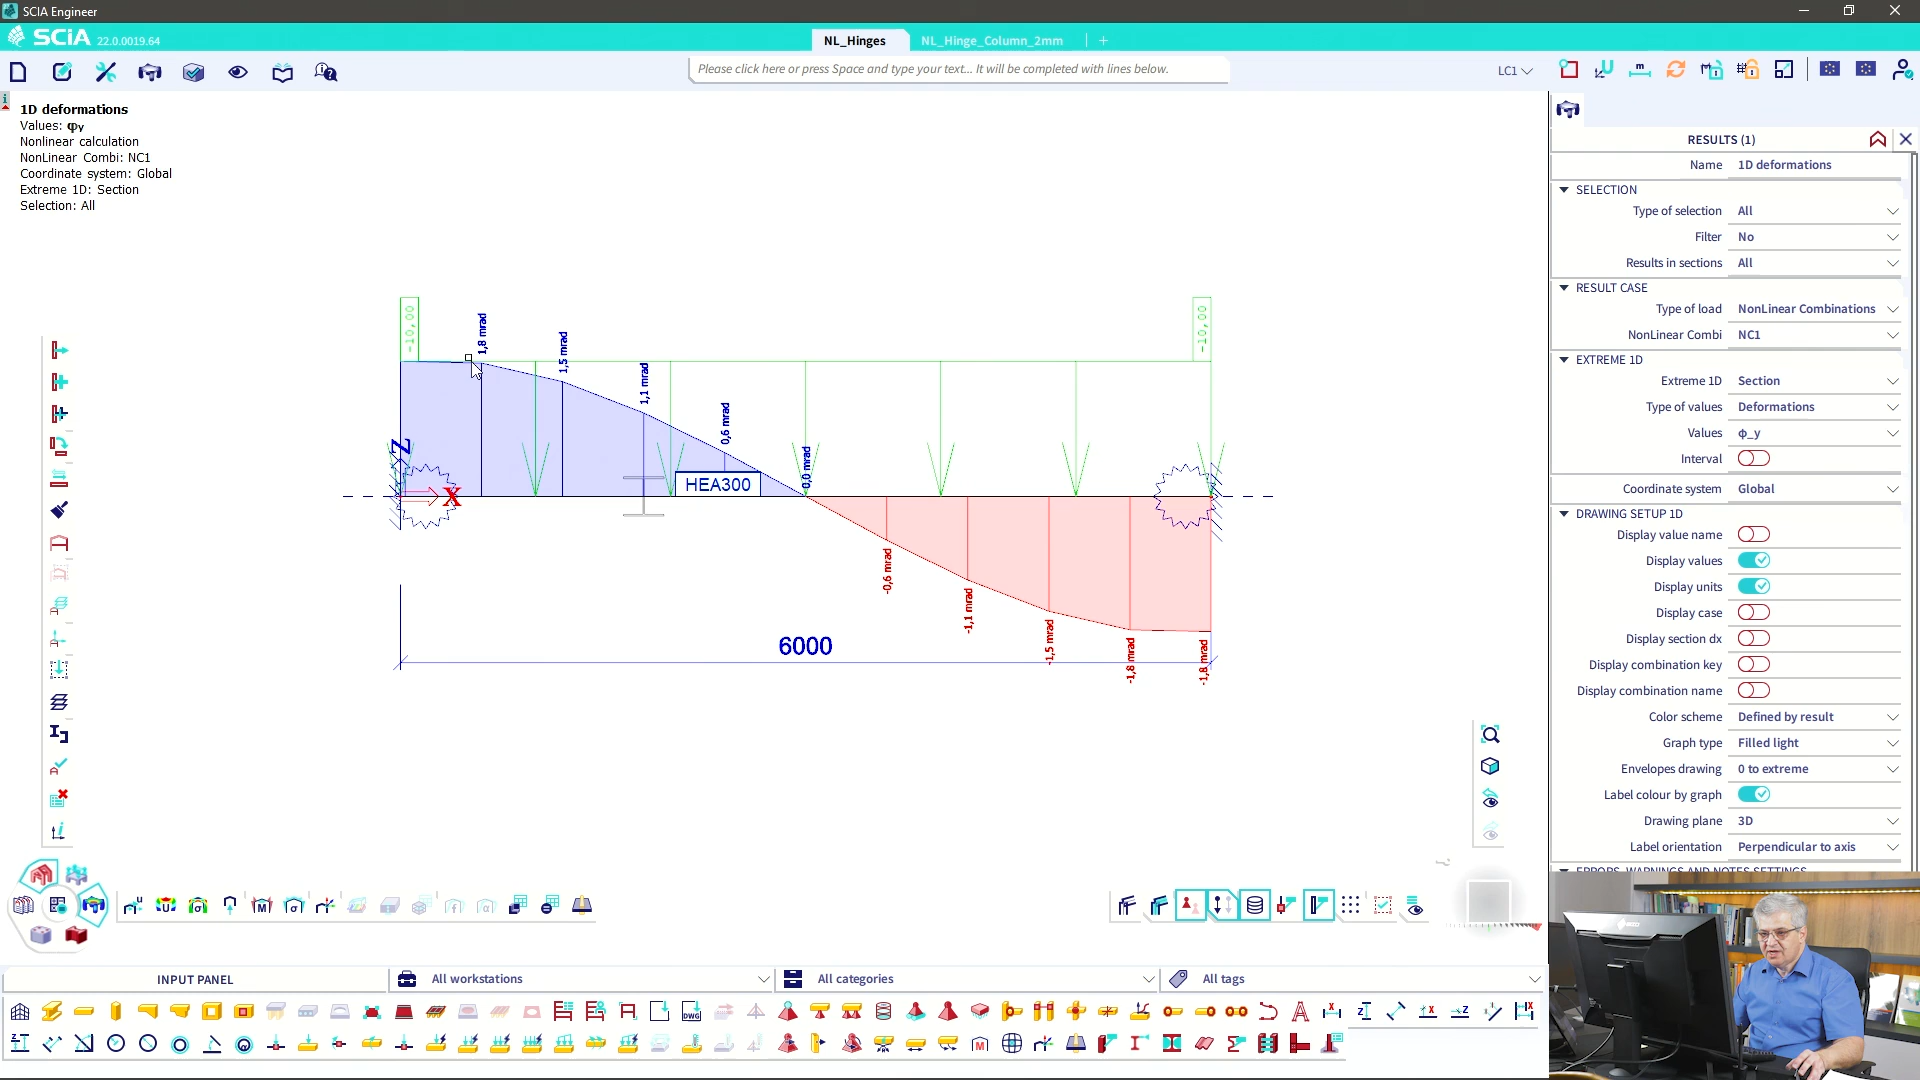 SCIA Engineer
SCiA 22.0.0019.64
NL_Hinges
NL_Hinge_Column_2mm
Please click here or press Space and type your text... It will be completed with lines below.
LC1
1D deformations
Values: φy
Nonlinear calculation
NonLinear Combi: NC1
Coordinate system: Global
Extreme 1D: Section
Selection: All
-10,00
-10,00
1,8 mrad
1,5 mrad
1,1 mrad
0,6 mrad
0,0 mrad
Z
X
HEA300
-0,6 mrad
-1,1 mrad
-1,5 mrad
-1,8 mrad
-1,8 mrad
6000
RESULTS (1)
Name 1D deformations
SELECTION
Type of selection All
Filter No
Results in sections All
RESULT CASE
Type of load NonLinear Combinations
NonLinear Combi NC1
EXTREME 1D
Extreme 1D Section
Type of values Deformations
Values ϕ_y
Interval
Coordinate system Global
DRAWING SETUP 1D
Display value name
Display values
Display units
Display case
Display section dx
Display combination key
Display combination name
Color scheme Defined by result
Graph type Filled light
Envelopes drawing 0 to extreme
Label colour by graph
Drawing plane 3D
Label orientation Perpendicular to axis
ERRORS, WARNINGS AND NOTES SETTINGS
INPUT PANEL
All workstations
All categories
All tags